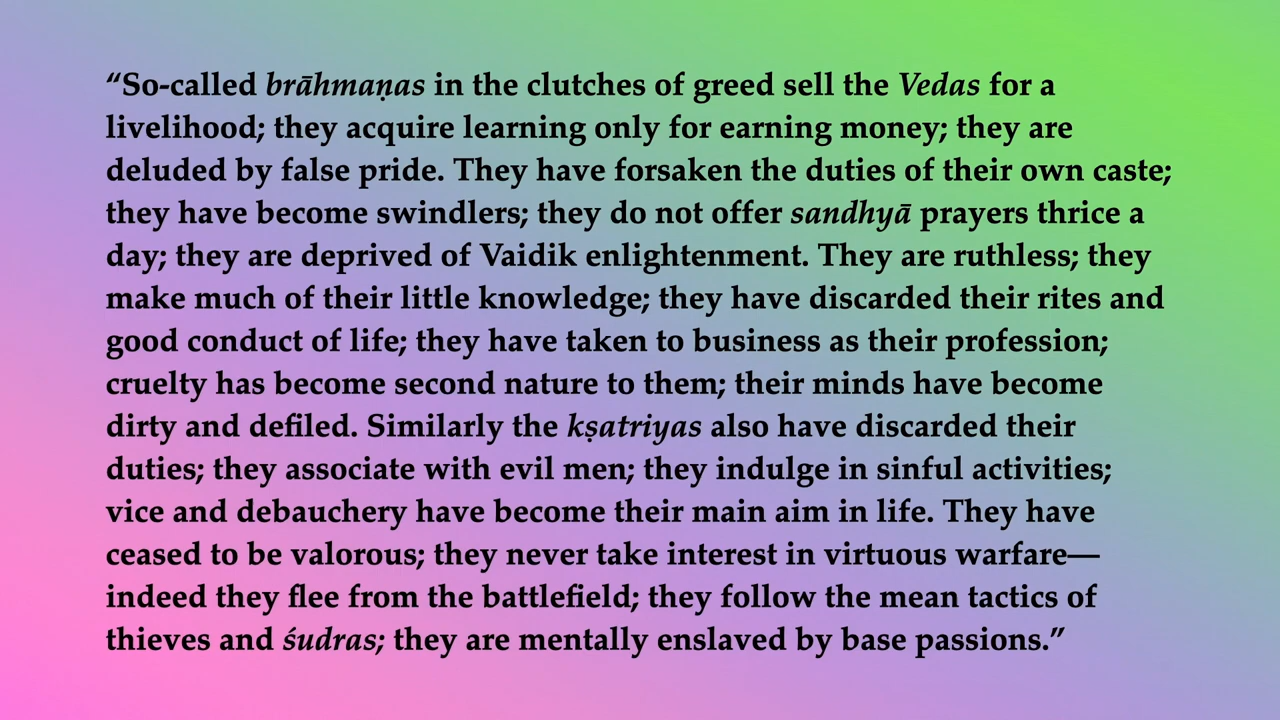 “So-called brāhmaṇas in the clutches of greed sell the Vedas for a
livelihood; they acquire learning only for earning money; they are
deluded by false pride. They have forsaken the duties of their own caste;
they have become swindlers; they do not offer sandhyā prayers thrice a
day; they are deprived of Vaidik enlightenment. They are ruthless; they
make much of their little knowledge; they have discarded their rites and
good conduct of life; they have taken to business as their profession;
cruelty has become second nature to them; their minds have become
dirty and defiled. Similarly the kṣatriyas also have discarded their
duties; they associate with evil men; they indulge in sinful activities;
vice and debauchery have become their main aim in life. They have
ceased to be valorous; they never take interest in virtuous warfare—
indeed they flee from the battlefield; they follow the mean tactics of
thieves and śudras; they are mentally enslaved by base passions.”